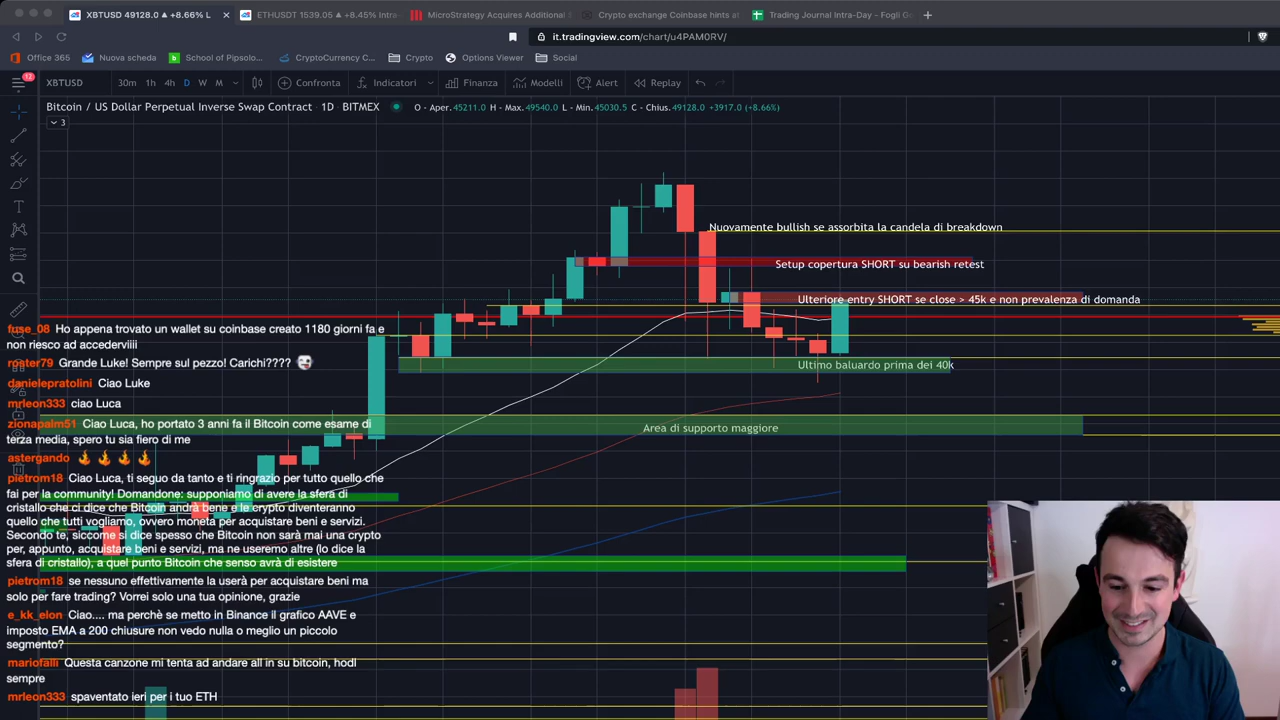 XBTUSD 49128.0 ▲ +8.66% L
ETHUSDT 1539.05 ▲ +8.45% Intra-
MicroStrategy Acquires Additional
Crypto exchange Coinbase hints at
Trading Journal Intra-Day - Fogli G
it.tradingview.com/chart/u4PAM0RV/
Office 365
Nuova scheda
School of Pipsolo...
CryptoCurrency C...
Crypto
Options Viewer
Social
12
XBTUSD
30m
1h
4h
D
W
M
Confronta
Indicatori
Finanza
Modelli
Alert
Replay
Bitcoin / US Dollar Perpetual Inverse Swap Contract · 1D · BITMEX
O - Aper.45211.0 H - Max.49540.0 L - Min.45030.5 C - Chius.49128.0 +3917.0 (+8.66%)
3
Nuovamente bullish se assorbita la candela di breakdown
Setup copertura SHORT su bearish retest
Ulteriore entry SHORT se close > 45k e non prevalenza di domanda
Ultimo baluardo prima dei 40k
Area di supporto maggiore
fuse_08 Ho appena trovato un wallet su coinbase creato 1180 giorni fa e
non riesco ad accederviiii
roster79 Grande Luke! Sempre sul pezzo! Carichi????
danielepratolini Ciao Luke
mrleon333 ciao Luca
zionapalm51 Ciao Luca, ho portato 3 anni fa il Bitcoin come esame di
terza media, spero tu sia fiero di me
astergando
pietrom18 Ciao Luca, ti seguo da tanto e ti ringrazio per tutto quello che
fai per la community! Domandone: supponiamo di avere la sfera di
cristallo che ci dice che Bitcoin andrà bene e le crypto diventeranno
quello che tutti vogliamo, ovvero moneta per acquistare beni e servizi.
Secondo te, siccome si dice spesso che Bitcoin non sarà mai una crypto
per, appunto, acquistare beni e servizi, ma ne useremo altre (lo dice la
sfera di cristallo), a quel punto Bitcoin che senso avrà di esistere
pietrom18 se nessuno effettivamente la userà per acquistare beni ma
solo per fare trading? Vorrei solo una tua opinione, grazie
e_kk_elon Ciao.... ma perchè se metto in Binance il grafico AAVE e
imposto EMA a 200 chiusure non vedo nulla o meglio un piccolo
segmento?
mariofalli Questa canzone mi tenta ad andare all in su bitcoin, hodl
sempre
mrleon333 spaventato ieri per i tuo ETH